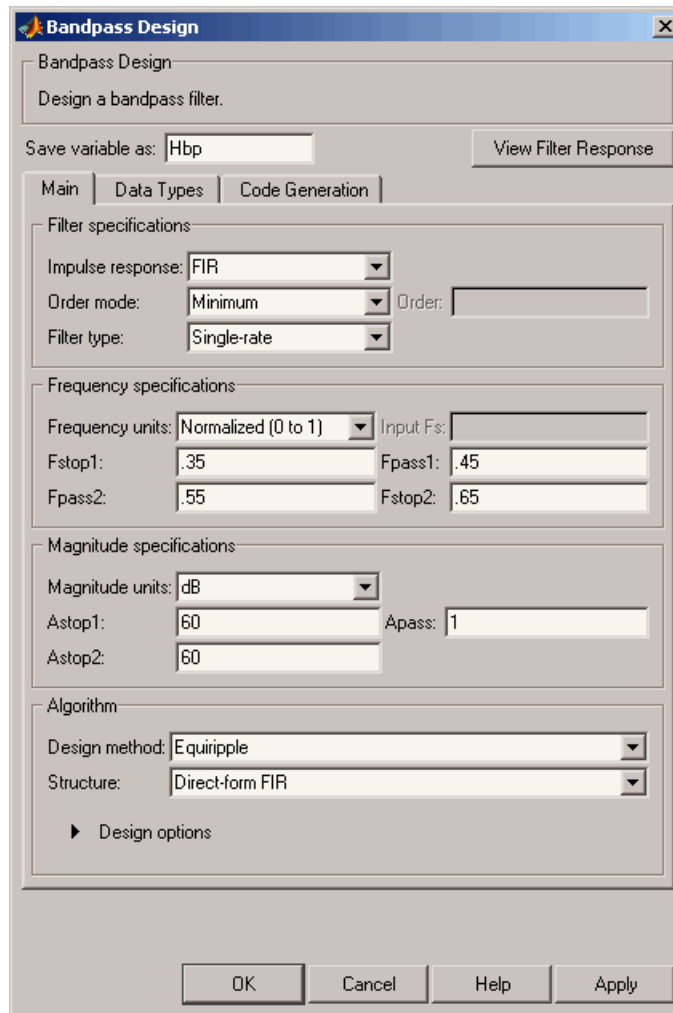 Bandpass Design
Bandpass Design
Design a bandpass filter.
Save variable as: Hbp View Filter Response
Main Data Types Code Generation
Filter specifications
Impulse response: FIR
Order mode: Minimum Order:
Filter type: Single-rate
Frequency specifications
Frequency units: Normalized (0 to 1) Input Fs:
Fstop1: .35 Fpass1: .45
Fpass2: .55 Fstop2: .65
Magnitude specifications
Magnitude units: dB
Astop1: 60 Apass: 1
Astop2: 60
Algorithm
Design method: Equiripple
Structure: Direct-form FIR
Design options
OK Cancel Help Apply